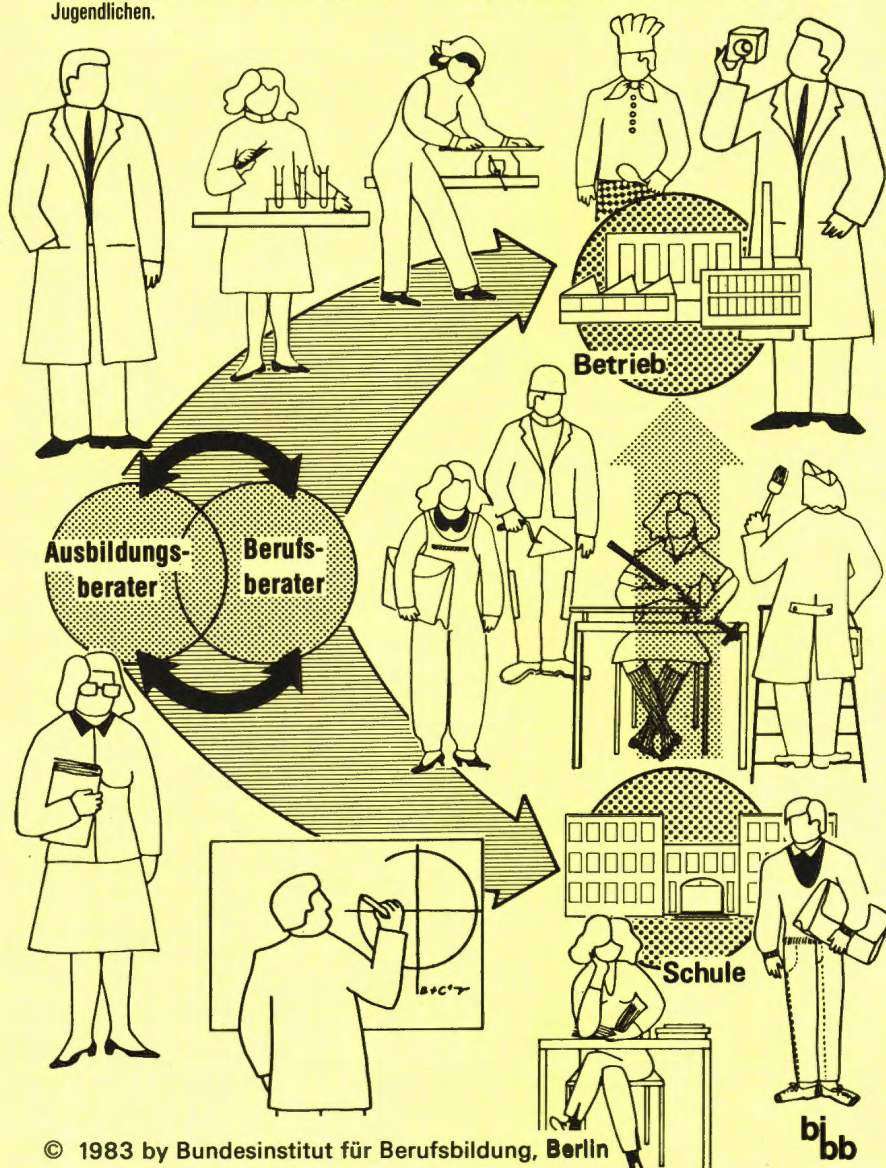 Jugendlichen.
Betrieb
Ausbildungs-
berater
Berufs-
berater
Schule
© 1983 by Bundesinstitut für Berufsbildung, Berlin
bi
bb